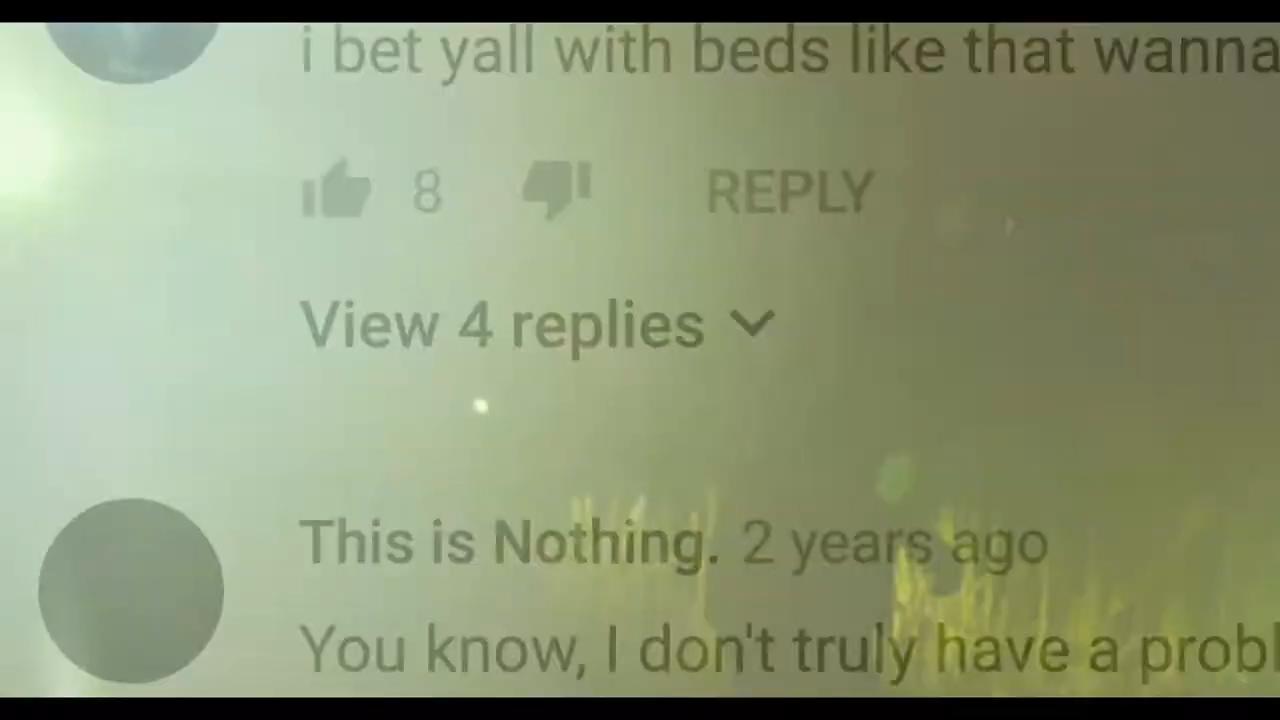 i bet yall with beds like that wanna
8 REPLY
View 4 replies
This is Nothing. 2 years ago
You know, I don't truly have a